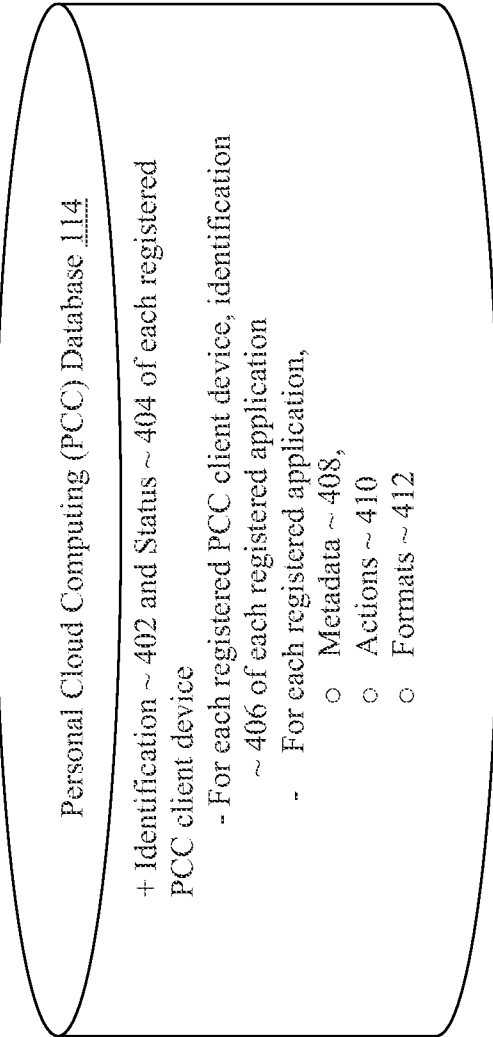 Personal Cloud Computing (PCC) Database 114
+ Identification ~ 402 and Status ~ 404 of each registered
PCC client device
- For each registered PCC client device, identification
~ 406 of each registered application
- For each registered application,
○ Metadata ~ 408,
○ Actions ~ 410
○ Formats ~ 412